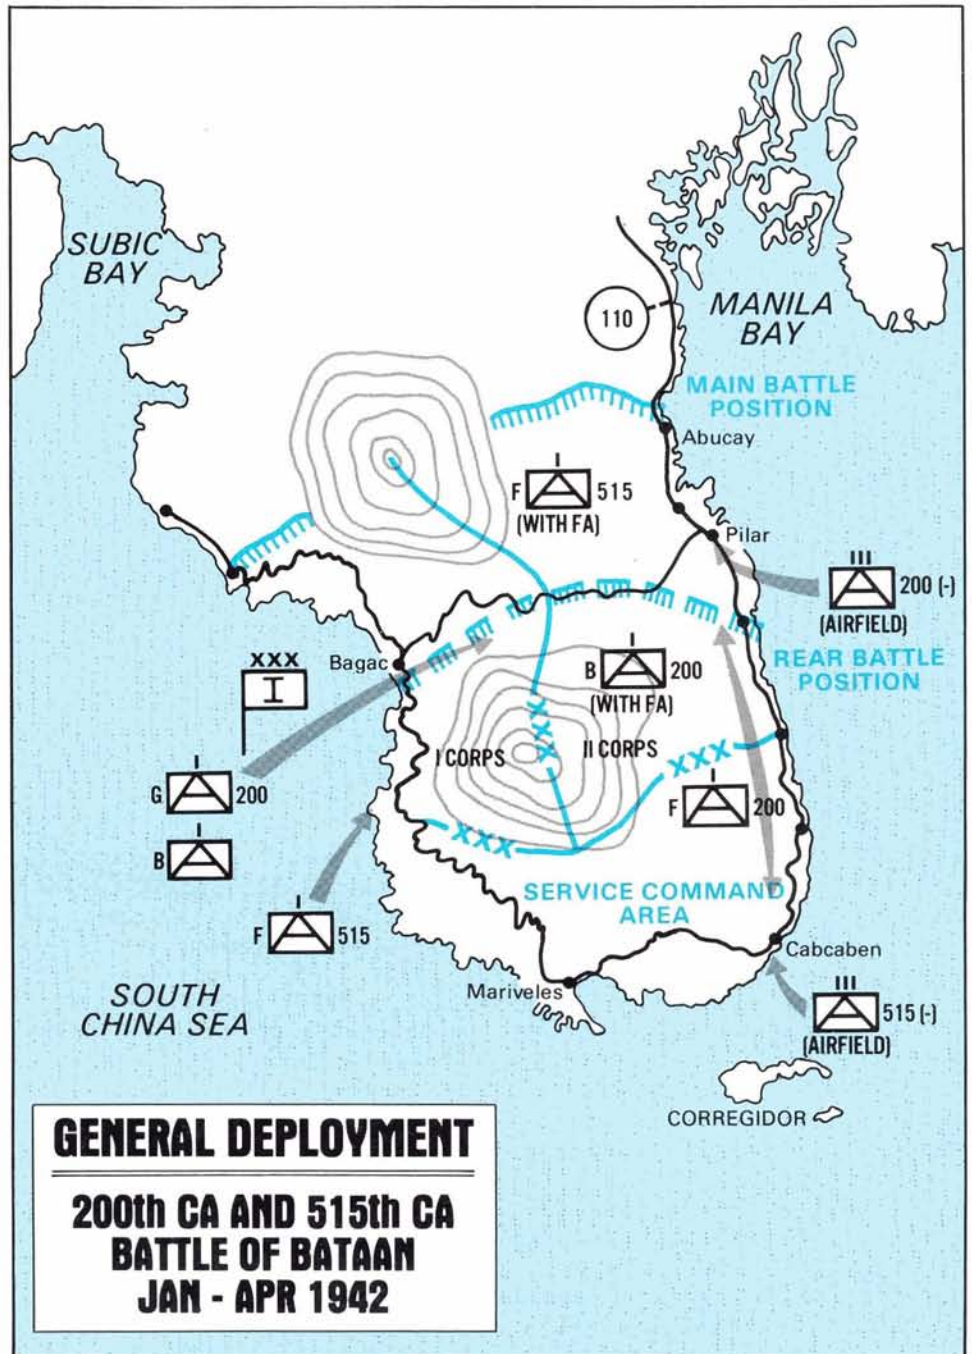 SUBIC
BAY
110
MANILA
BAY
MAIN BATTLE
POSITION
Abucay
I
F 515
(WITH FA)
Pilar
III
200 (-)
(AIRFIELD)
REAR BATTLE
POSITION
Bagac
XXX
I
I
B 200
(WITH FA)
XXX
I CORPS
II CORPS
XXX
I
G 200
I
F 200
I
B
XXX
SERVICE COMMAND
AREA
I
F 515
Cabcaben
Mariveles
SOUTH
CHINA SEA
III
515 (-)
(AIRFIELD)
CORREGIDOR
GENERAL DEPLOYMENT
200th CA AND 515th CA
BATTLE OF BATAAN
JAN - APR 1942